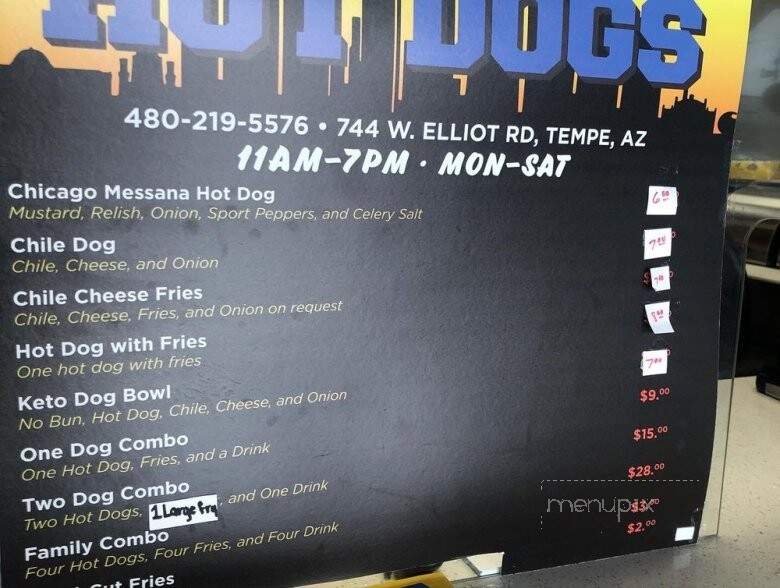 HOT DOGS
480-219-5576 • 744 W. ELLIOT RD, TEMPE, AZ
11AM-7PM • MON-SAT
Chicago Messana Hot Dog 6.50
Mustard, Relish, Onion, Sport Peppers, and Celery Salt
Chile Dog
Chile, Cheese, and Onion
Chile Cheese Fries
Chile, Cheese, Fries, and Onion on request
Hot Dog with Fries
One hot dog with fries
Keto Dog Bowl $9.00
No Bun, Hot Dog, Chile, Cheese, and Onion
One Dog Combo $15.00
One Hot Dog, Fries, and a Drink
Two Dog Combo $28.00
Two Hot Dogs, 1 Large Fry, and One Drink
Family Combo
Four Hot Dogs, Four Fries, and Four Drink
$2.00
Cut Fries
menupix